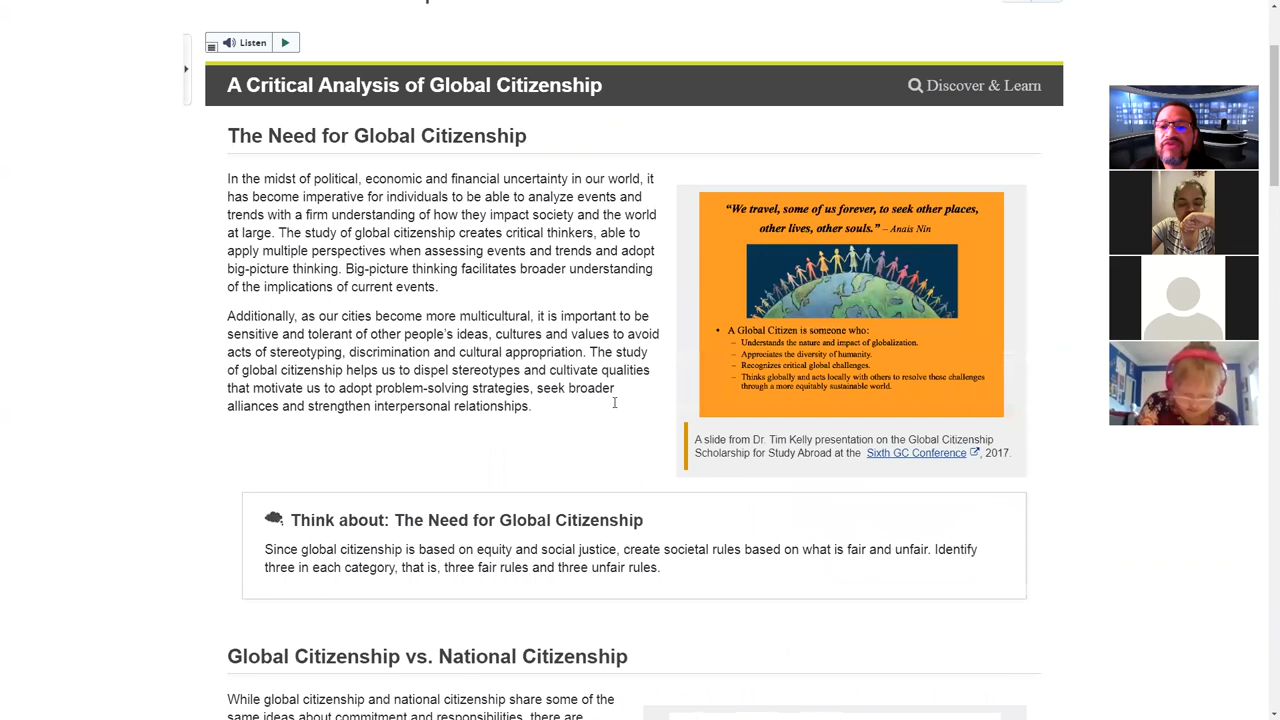 Listen
A Critical Analysis of Global Citizenship
Discover & Learn
The Need for Global Citizenship
In the midst of political, economic and financial uncertainty in our world, it
has become imperative for individuals to be able to analyze events and
trends with a firm understanding of how they impact society and the world
at large. The study of global citizenship creates critical thinkers, able to
apply multiple perspectives when assessing events and trends and adopt
big-picture thinking. Big-picture thinking facilitates broader understanding
of the implications of current events.
Additionally, as our cities become more multicultural, it is important to be
sensitive and tolerant of other people's ideas, cultures and values to avoid
acts of stereotyping, discrimination and cultural appropriation. The study
of global citizenship helps us to dispel stereotypes and cultivate qualities
that motivate us to adopt problem-solving strategies, seek broader
alliances and strengthen interpersonal relationships.
“We travel, some of us forever, to seek other places,
other lives, other souls.” – Anais Nin
• A Global Citizen is someone who:
– Understands the nature and impact of globalization.
– Appreciates the diversity of humanity.
– Recognizes critical global challenges.
– Thinks globally and acts locally with others to resolve those challenges
through a more equitably sustainable world.
A slide from Dr. Tim Kelly presentation on the Global Citizenship
Scholarship for Study Abroad at the Sixth GC Conference, 2017.
Think about: The Need for Global Citizenship
Since global citizenship is based on equity and social justice, create societal rules based on what is fair and unfair. Identify
three in each category, that is, three fair rules and three unfair rules.
Global Citizenship vs. National Citizenship
While global citizenship and national citizenship share some of the
same ideas about commitment and responsibilities, there are